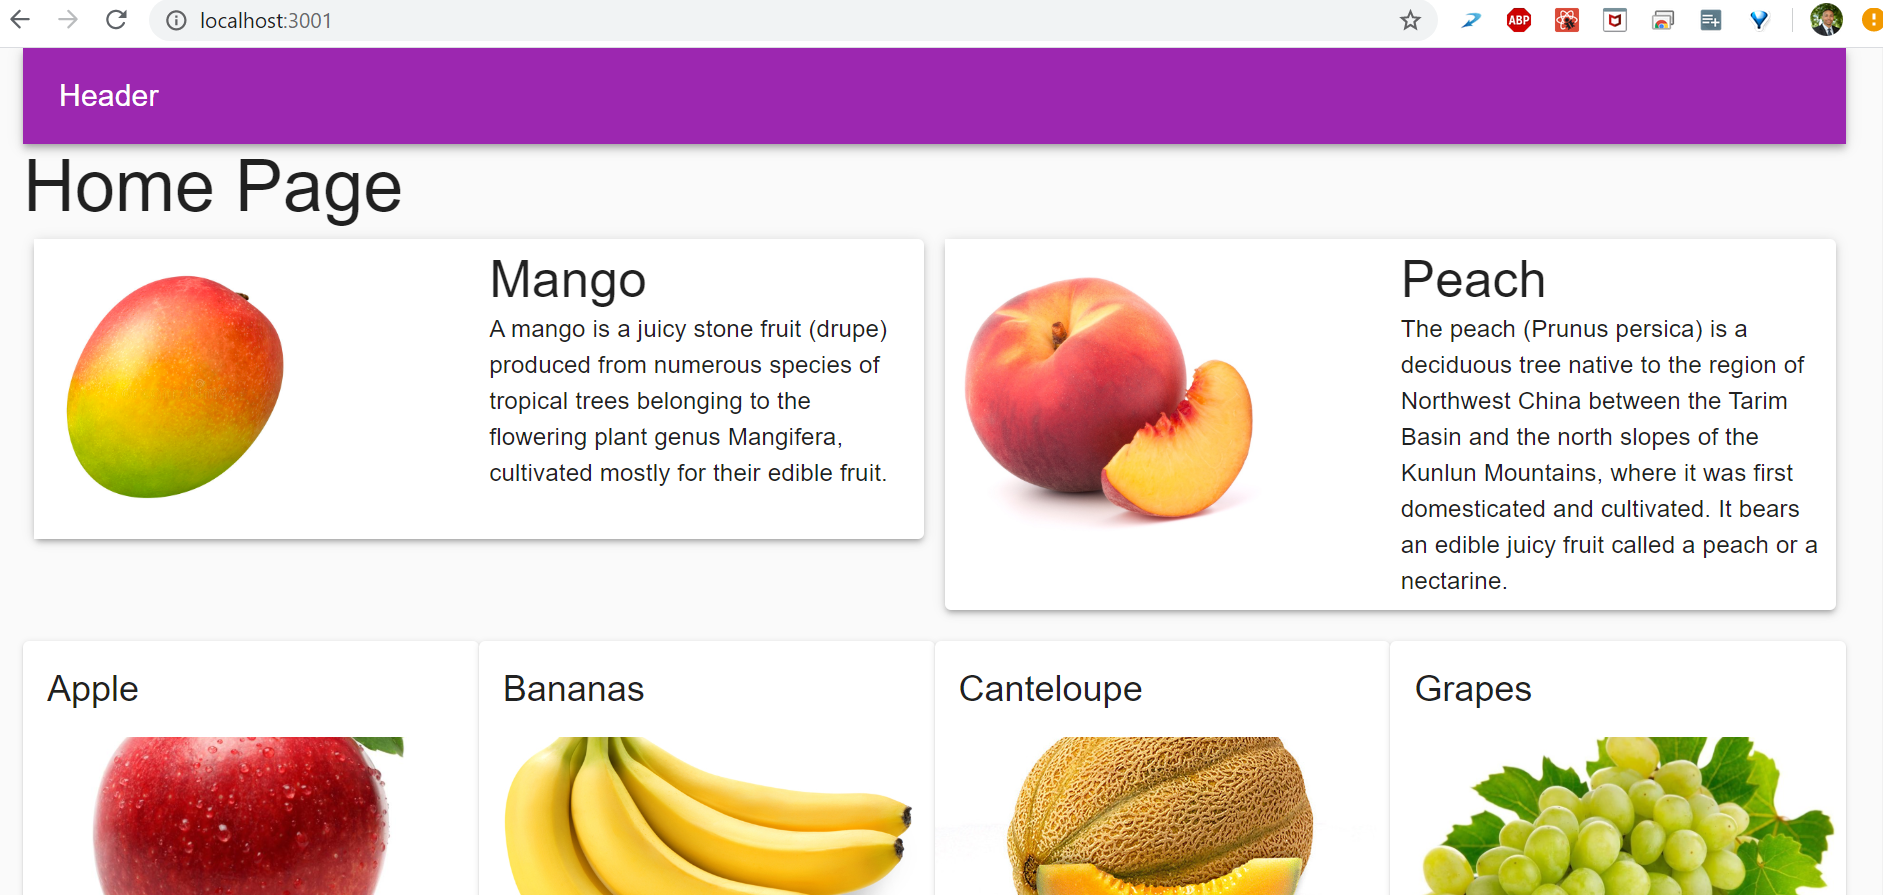 localhost:3001
ABP
Header
Home Page
Mango
A mango is a juicy stone fruit (drupe)
produced from numerous species of
tropical trees belonging to the
flowering plant genus Mangifera,
cultivated mostly for their edible fruit.
Peach
The peach (Prunus persica) is a
deciduous tree native to the region of
Northwest China between the Tarim
Basin and the north slopes of the
Kunlun Mountains, where it was first
domesticated and cultivated. It bears
an edible juicy fruit called a peach or a
nectarine.
Apple
Bananas
Canteloupe
Grapes